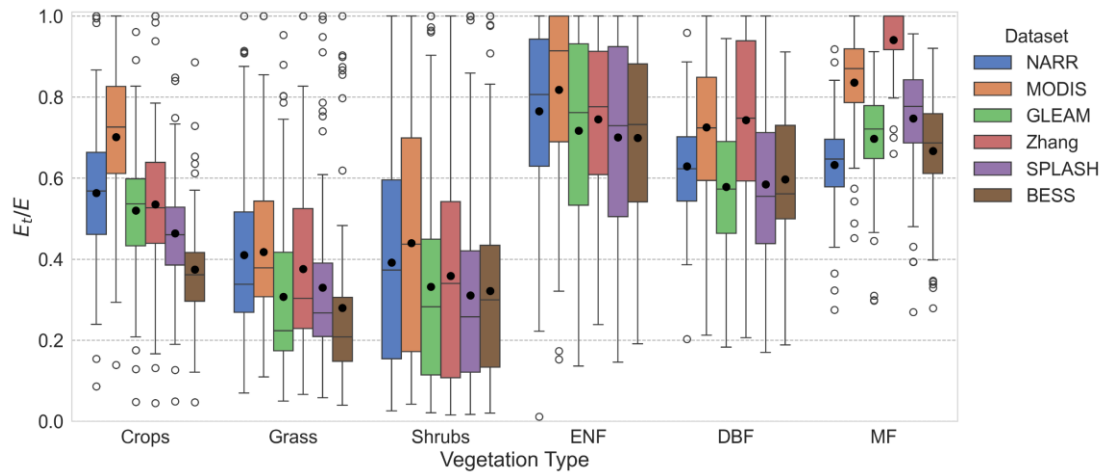 1.0
0.8
0.6
0.4
0.2
0.0
E_t/E
Crops
Grass
Shrubs
ENF
DBF
MF
Vegetation Type
Dataset
NARR
MODIS
GLEAM
Zhang
SPLASH
BESS